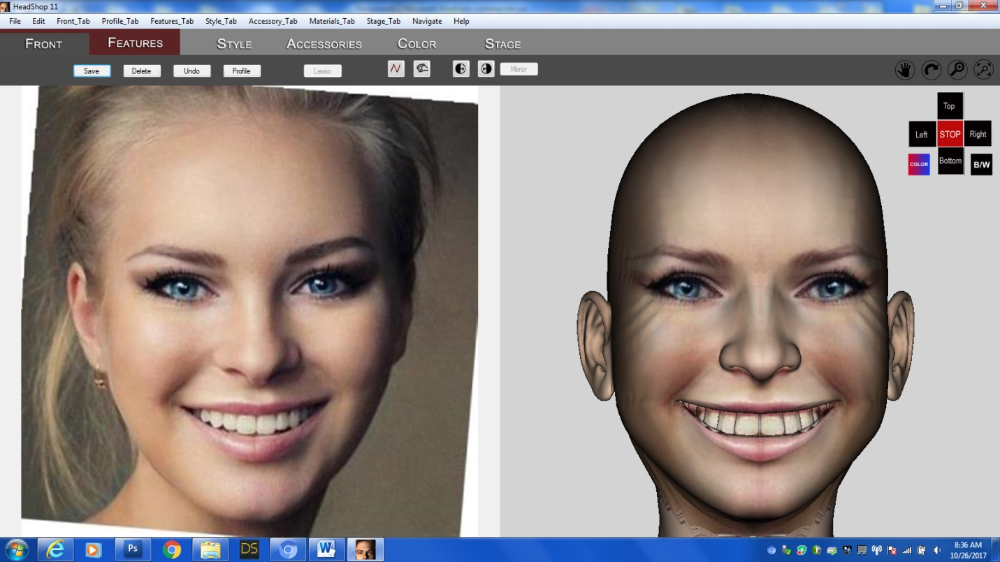 HeadShop 11
File Edit Front_Tab Profile_Tab Features_Tab Style_Tab Accessory_Tab Materials_Tab Stage_Tab Navigate Help
FRONT FEATURES STYLE ACCESSORIES COLOR STAGE
Save Delete Undo Profile Lasso Mirror
Top
Left STOP Right
COLOR Bottom B/W
Ps DS W
8:36 AM
10/26/2017